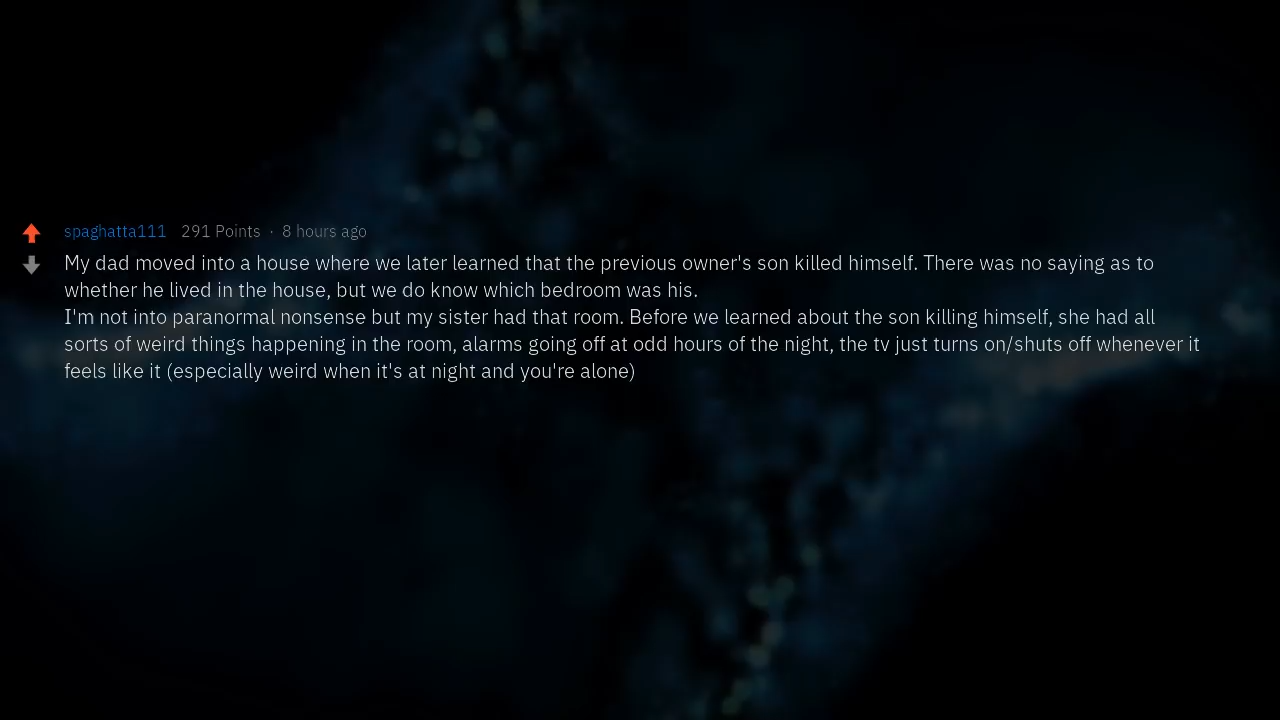 spaghatta111 291 Points · 8 hours ago
My dad moved into a house where we later learned that the previous owner's son killed himself. There was no saying as to
whether he lived in the house, but we do know which bedroom was his.
I'm not into paranormal nonsense but my sister had that room. Before we learned about the son killing himself, she had all
sorts of weird things happening in the room, alarms going off at odd hours of the night, the tv just turns on/shuts off whenever it
feels like it (especially weird when it's at night and you're alone)